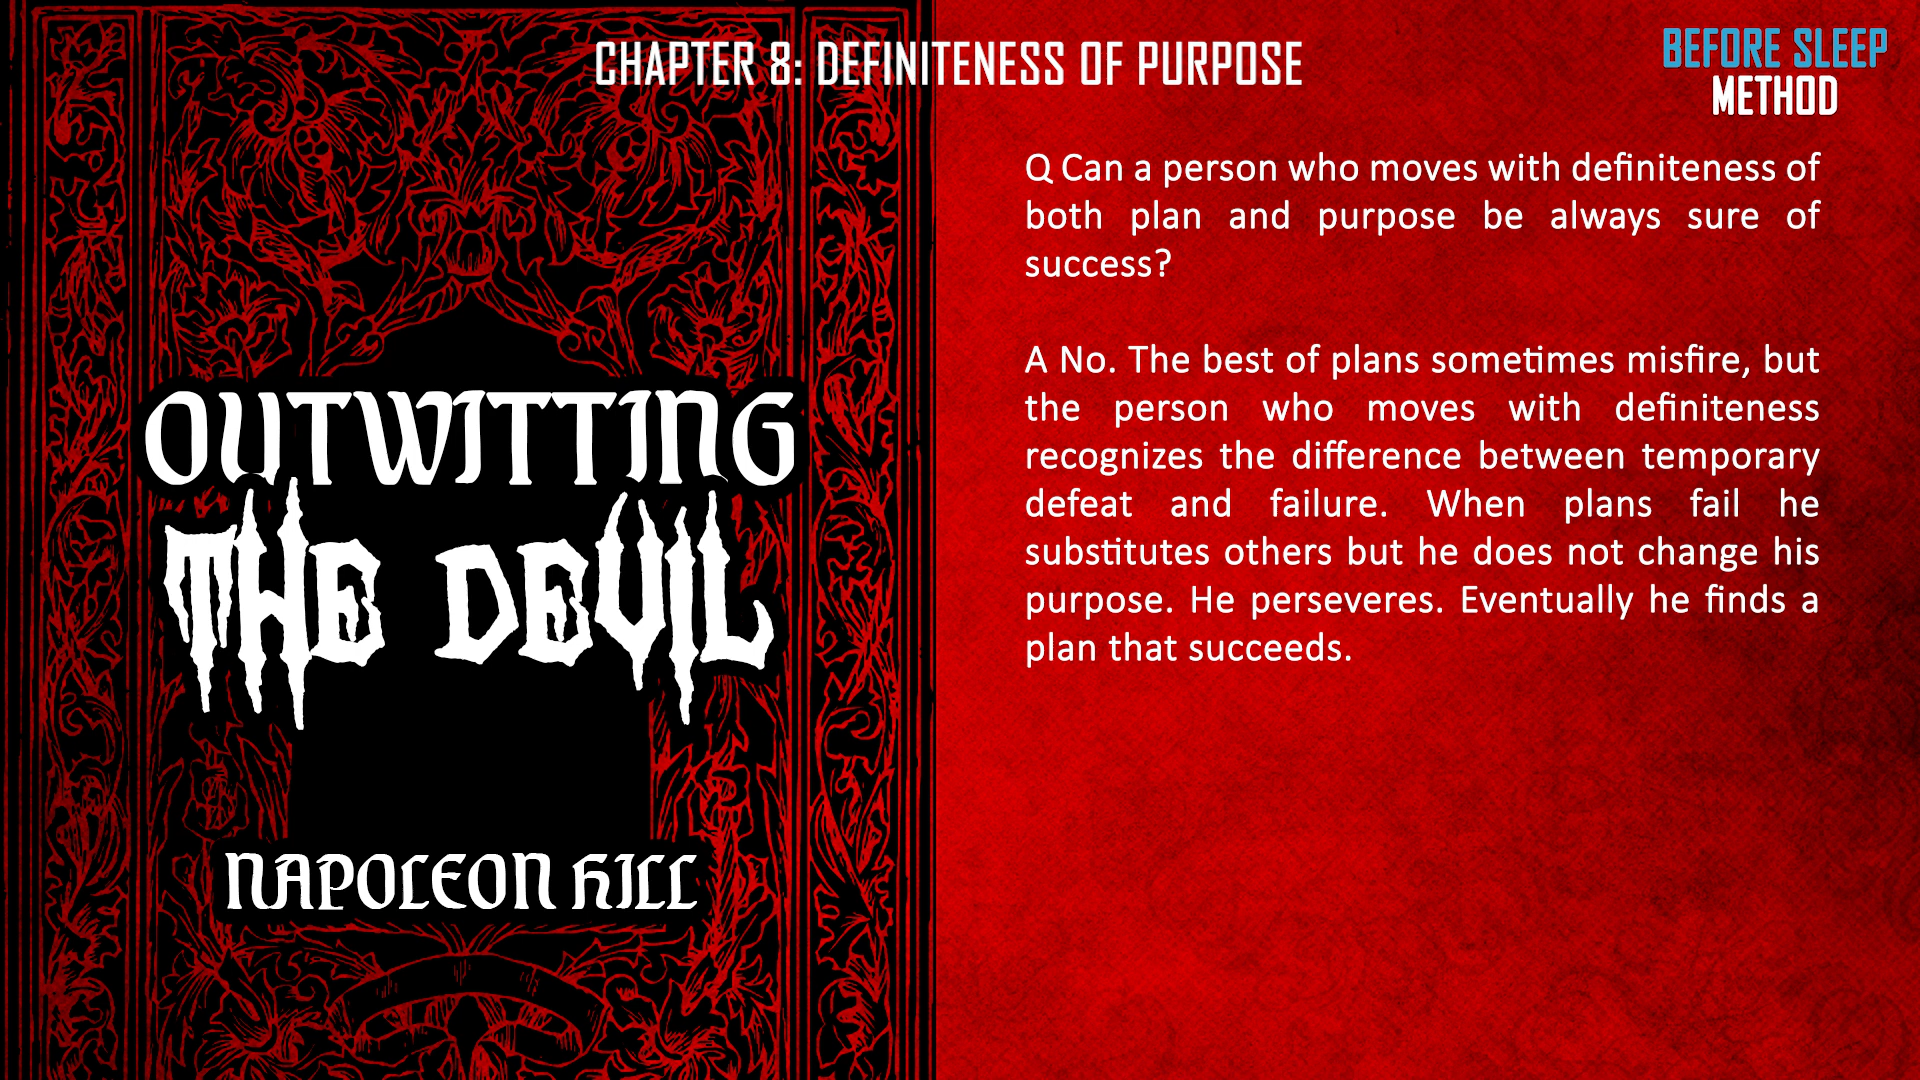 CHAPTER 8: DEFINITENESS OF PURPOSE
BEFORE SLEEP
METHOD
OUTWITTING
THE DEVIL
NAPOLEON HILL
Q Can a person who moves with definiteness of
both plan and purpose be always sure of
success?
A No. The best of plans sometimes misfire, but
the person who moves with definiteness
recognizes the difference between temporary
defeat and failure. When plans fail he
substitutes others but he does not change his
purpose. He perseveres. Eventually he finds a
plan that succeeds.